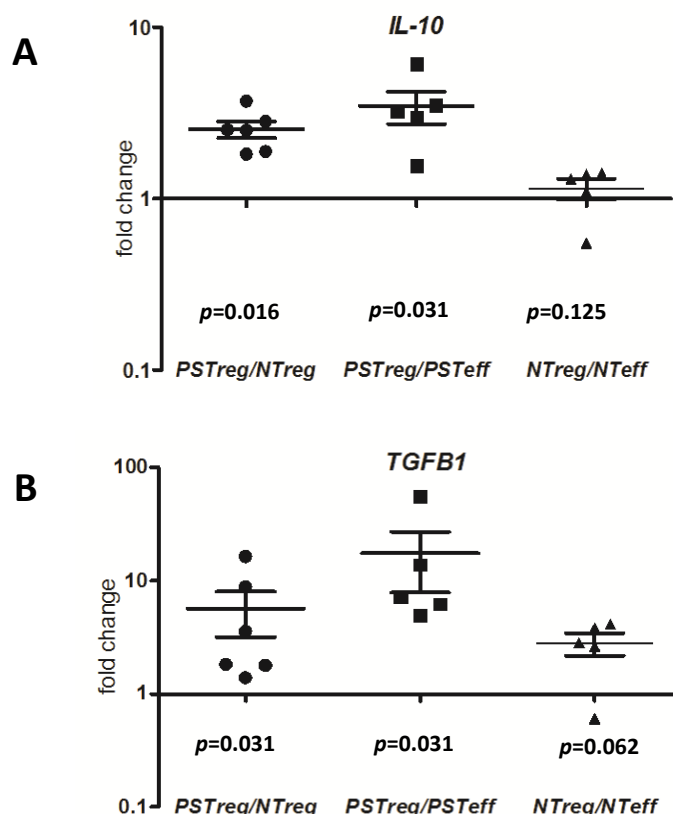 A
IL-10
10
1
0.1
fold change
p=0.016 p=0.031 p=0.125
PSTreg/NTreg PSTreg/PSTeff NTreg/NTeff
B
TGFB1
100
10
1
0.1
fold change
p=0.031 p=0.031 p=0.062
PSTreg/NTreg PSTreg/PSTeff NTreg/NTeff